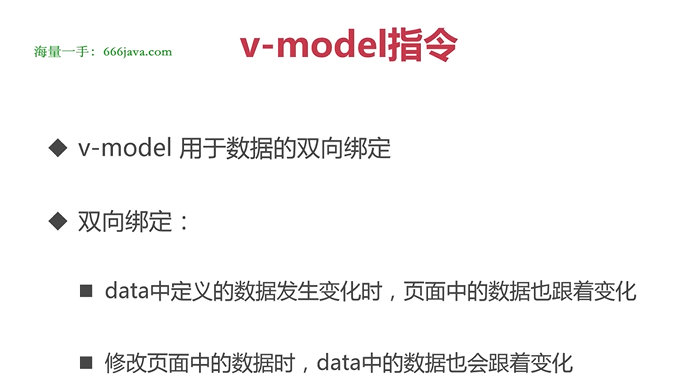 海量一手：666java.com
v-model指令
◆ v-model 用于数据的双向绑定
◆ 双向绑定：
■ data中定义的数据发生变化时，页面中的数据也跟着变化
■ 修改页面中的数据时，data中的数据也会跟着变化